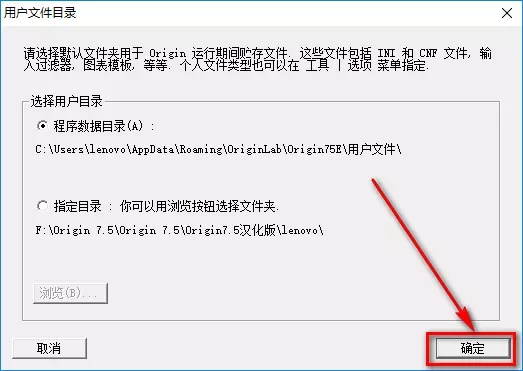 用户文件目录
请选择默认文件夹用于 Origin 运行期间贮存文件. 这些文件包括 INI 和 CNF 文件, 输
入过滤器, 图表模板, 等等. 个人文件类型也可以在 工具 | 选项 菜单指定.
选择用户目录
程序数据目录(A) :
C:\Users\lenovo\AppData\Roaming\OriginLab\Origin75E\用户文件\
指定目录 : 你可以用浏览按钮选择文件夹.
F:\Origin 7.5\Origin 7.5\Origin7.5汉化版\lenovo\
浏览(B)...
取消
确定